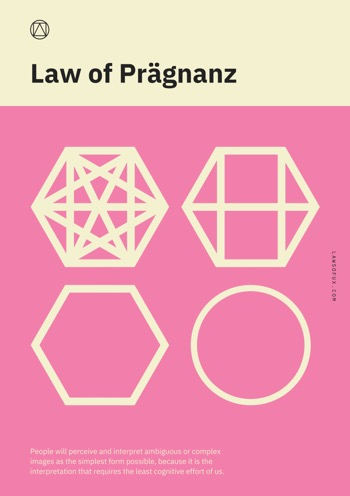 Law of Prägnanz
LAWSOFUX.COM
People will perceive and interpret ambiguous or complex
images as the simplest form possible, because it is the
interpretation that requires the least cognitive effort of us.